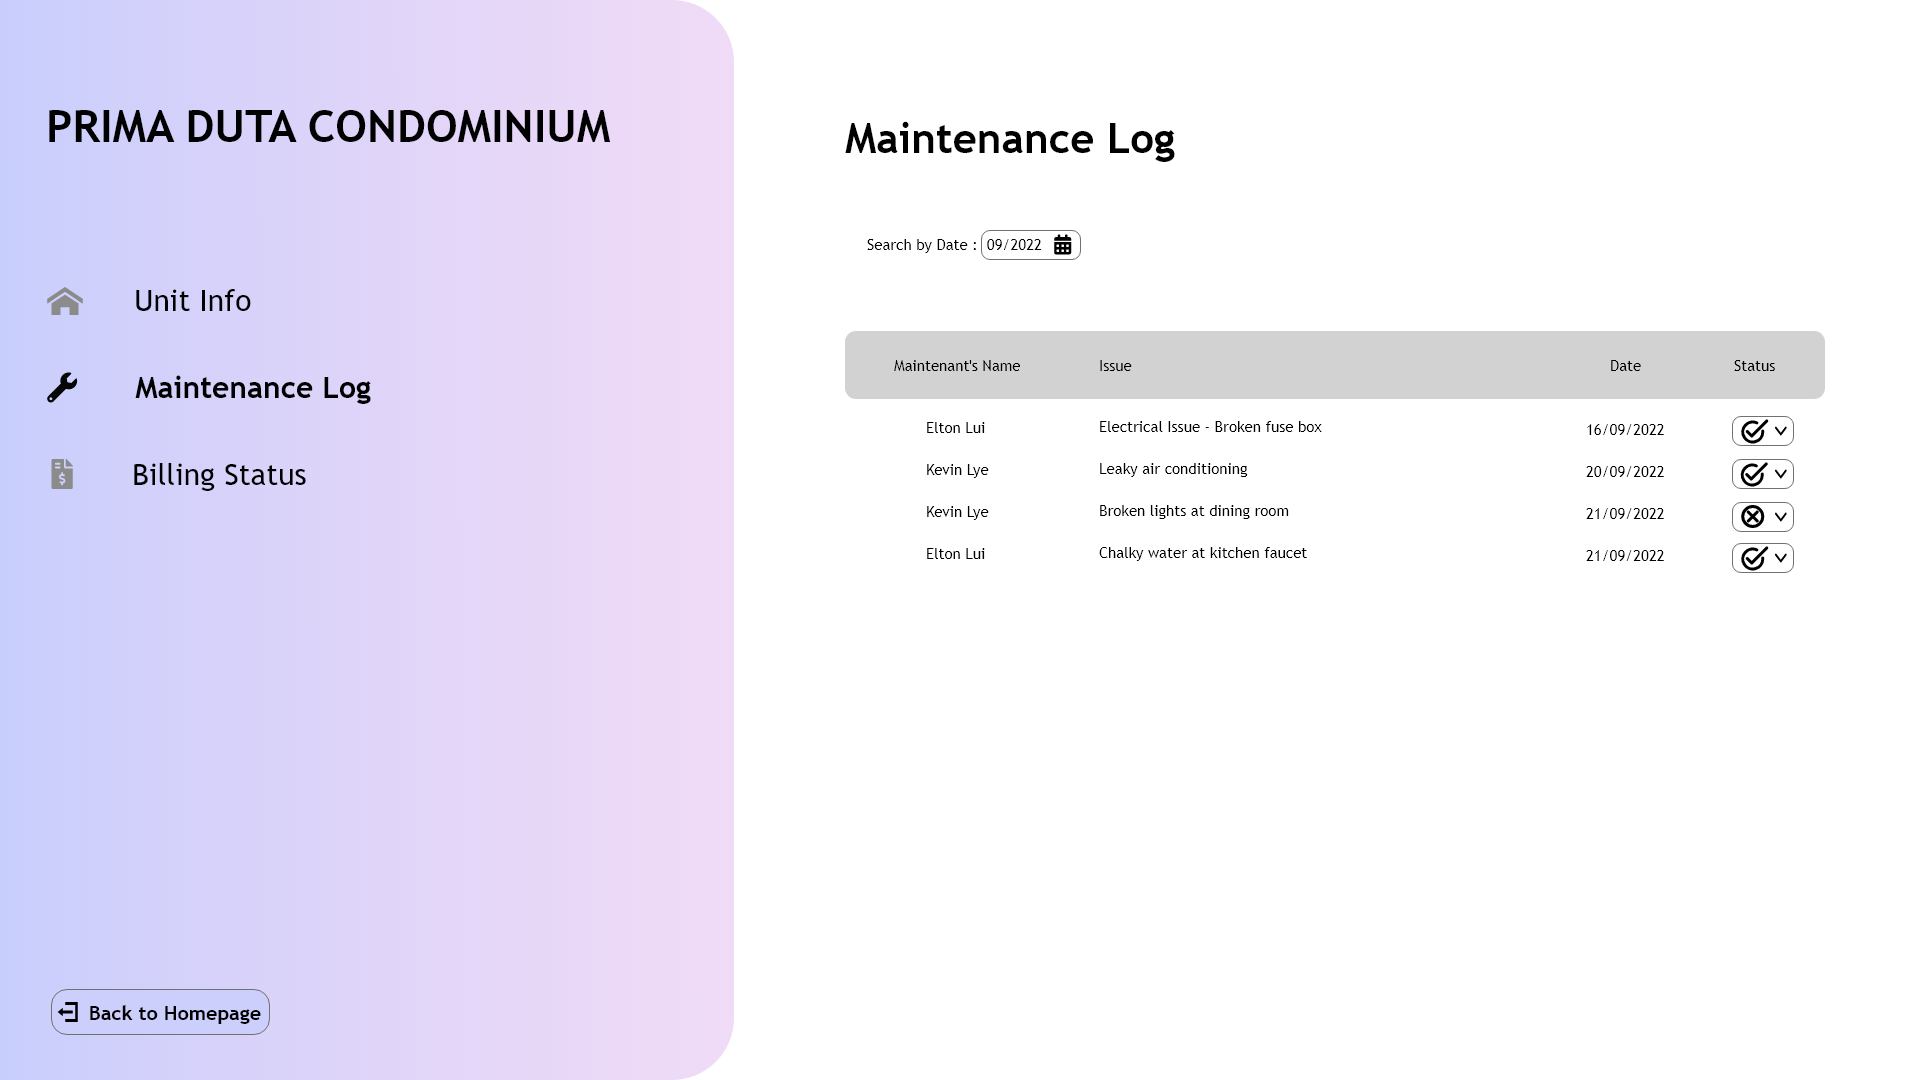 PRIMA DUTA CONDOMINIUM
Unit Info
Maintenance Log
Billing Status
Back to Homepage
Maintenance Log
Search by Date : 09/2022
Maintenant's Name Issue Date Status
Elton Lui Electrical Issue - Broken fuse box 16/09/2022
Kevin Lye Leaky air conditioning 20/09/2022
Kevin Lye Broken lights at dining room 21/09/2022
Elton Lui Chalky water at kitchen faucet 21/09/2022